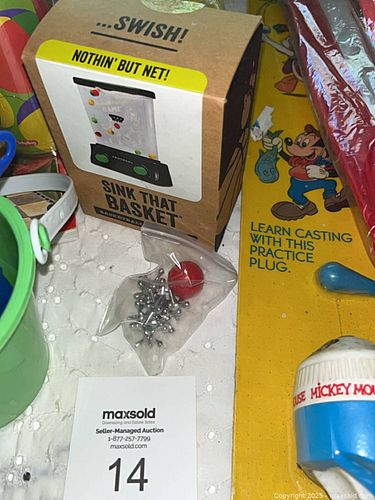 ...SWISH!
NOTHIN' BUT NET!
SINK THAT
BASKET
LEARN CASTING
WITH THIS
PRACTICE
PLUG.
MICKEY MOU
maxsold
Downsizing and Estate Sales
Seller-Managed Auction
1-877-257-7799
maxsold.com
14
Copyright 2025 - maxsold.com